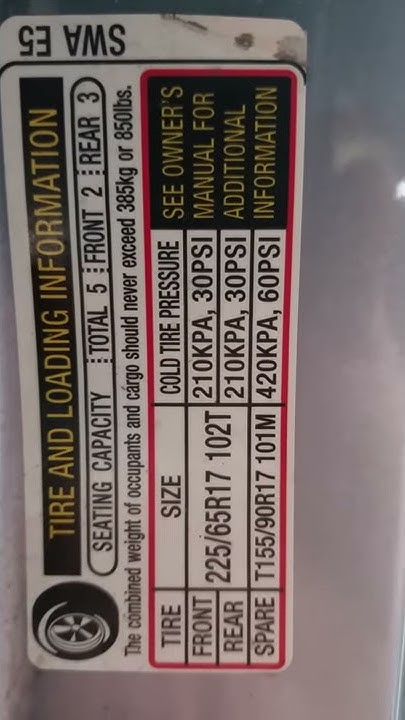 SWA E5
TIRE AND LOADING INFORMATION
SEATING CAPACITY TOTAL 5 FRONT 2 REAR 3
The combined weight of occupants and cargo should never exceed 385kg or 850lbs.
TIRE SIZE COLD TIRE PRESSURE SEE OWNER'S MANUAL FOR ADDITIONAL INFORMATION
FRONT 225/65R17 102T 210KPA, 30PSI
REAR 210KPA, 30PSI
SPARE T155/90R17 101M 420KPA, 60PSI